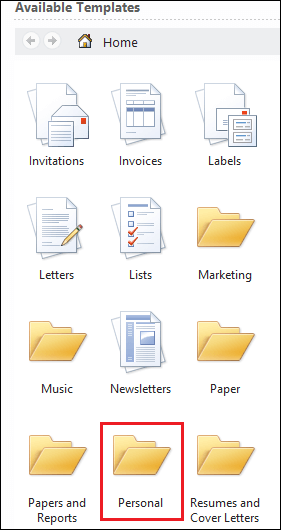 Available Templates
Home
Invitations
Invoices
Labels
Letters
Lists
Marketing
Music
Newsletters
Paper
Papers and
Reports
Personal
Resumes and
Cover Letters